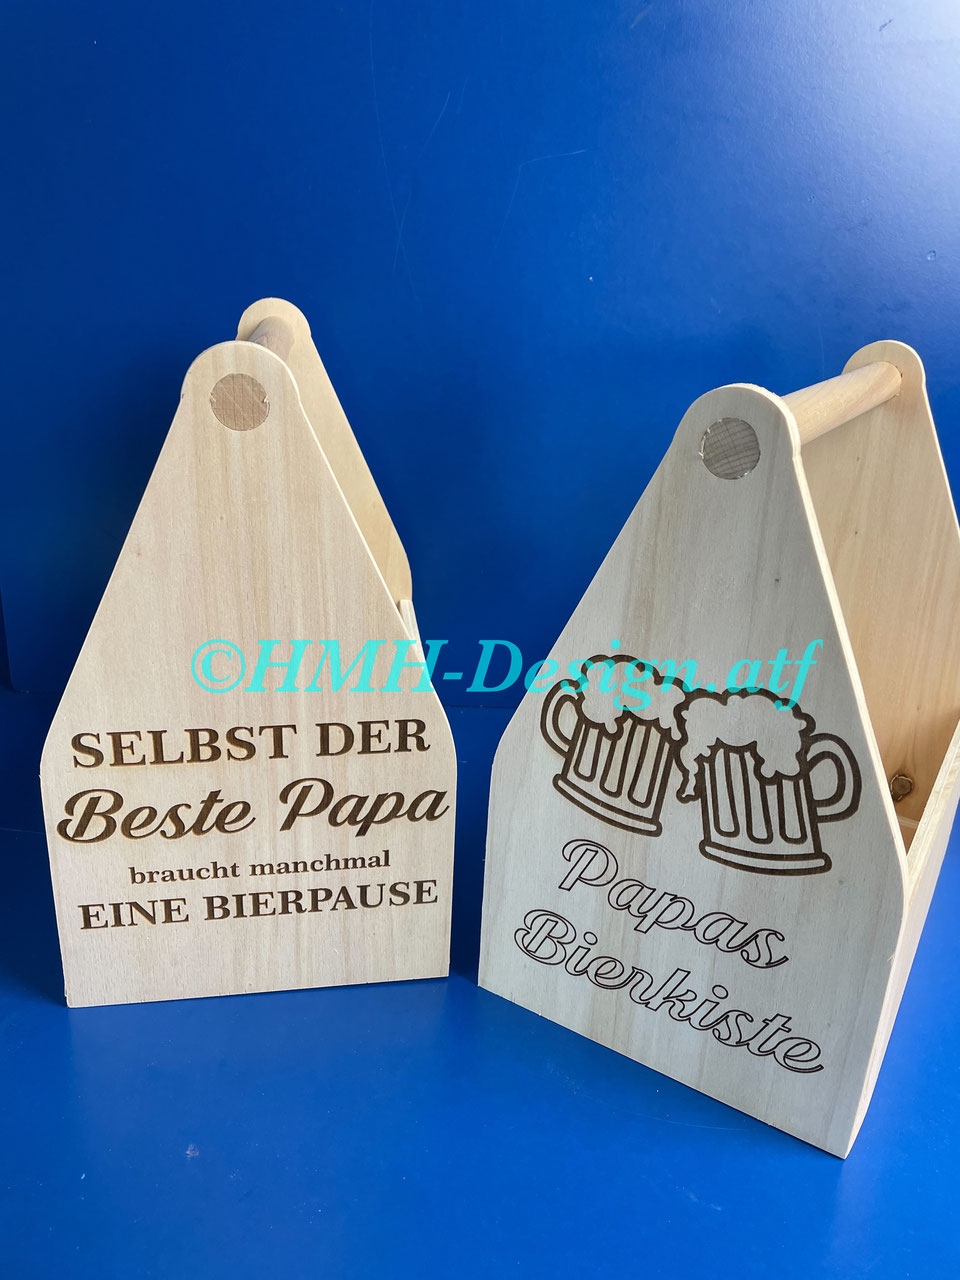 ©HMH-Design.atf
SELBST DER
Beste Papa
braucht manchmal
EINE BIERPAUSE
Papas
Bierkiste